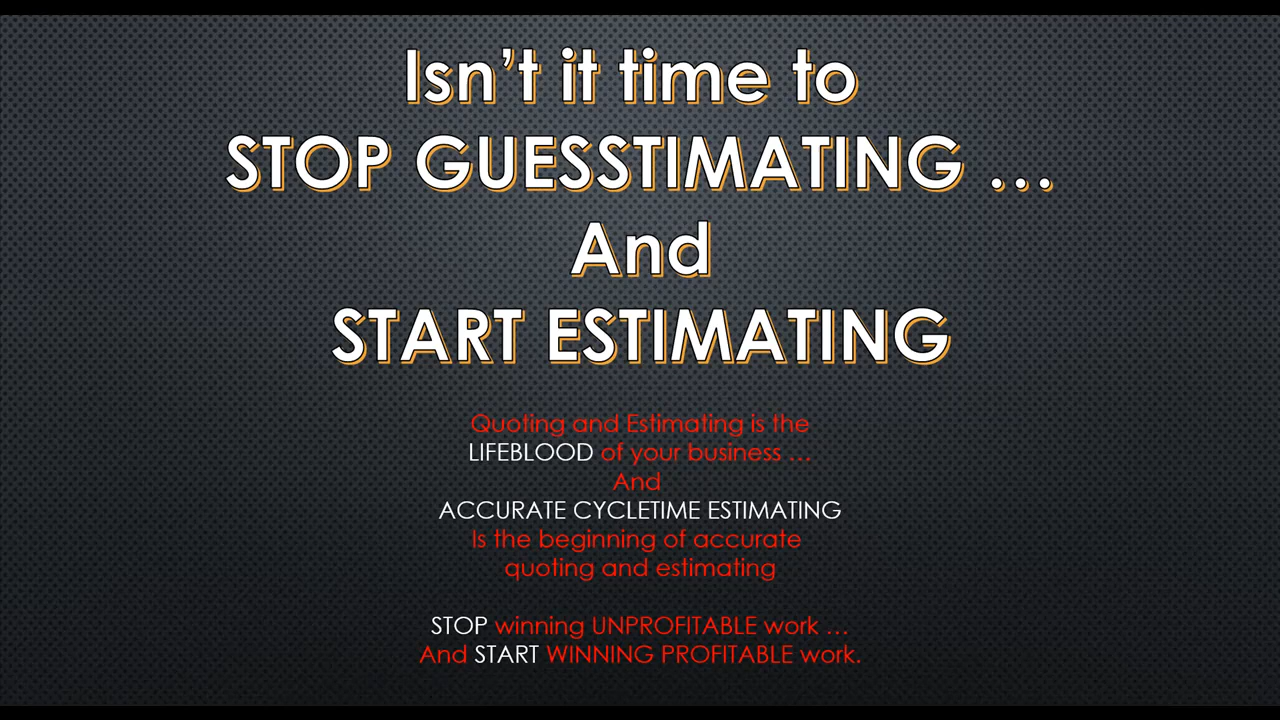 Isn’t it time to
STOP GUESSTIMATING …
And
START ESTIMATING
Quoting and Estimating is the
LIFEBLOOD of your business …
And
ACCURATE CYCLETIME ESTIMATING
Is the beginning of accurate
quoting and estimating
STOP winning UNPROFITABLE work …
And START WINNING PROFITABLE work.